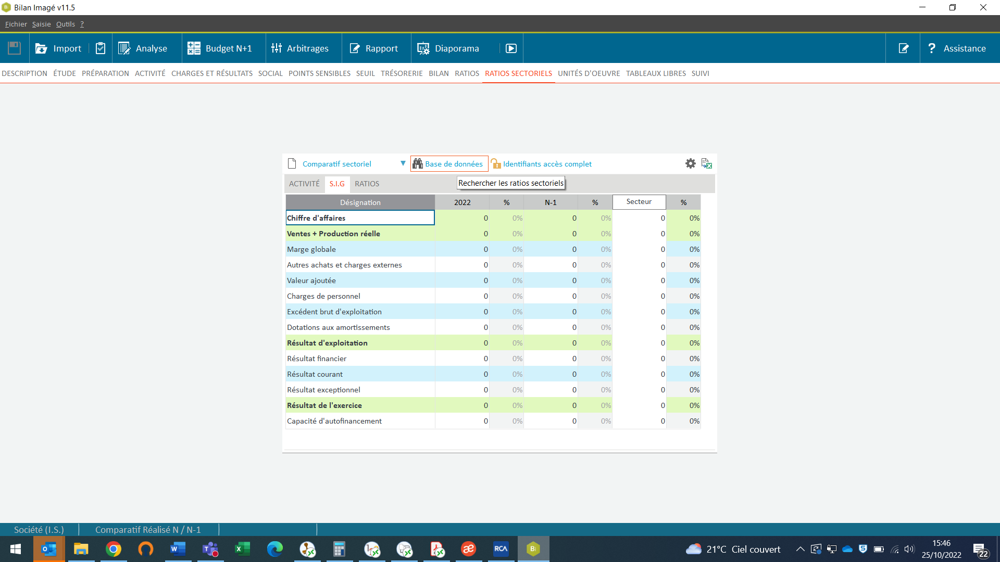 Bilan Imagé v11.5
Fichier Saisie Outils ?
Import Analyse Budget N+1 Arbitrages Rapport Diaporama ? Assistance
DESCRIPTION ÉTUDE PRÉPARATION ACTIVITÉ CHARGES ET RÉSULTATS SOCIAL POINTS SENSIBLES SEUIL TRÉSORERIE BILAN RATIOS RATIOS SECTORIELS UNITÉS D'OEUVRE TABLEAUX LIBRES SUIVI
Comparatif sectoriel Base de données Identifiants accès complet
ACTIVITÉ S.I.G RATIOS Rechercher les ratios sectoriels
Désignation 2022 % N-1 % Secteur %
Chiffre d'affaires 0 0% 0 0% 0 0%
Ventes + Production réelle 0 0% 0 0% 0 0%
Marge globale 0 0% 0 0% 0 0%
Autres achats et charges externes 0 0% 0 0% 0 0%
Valeur ajoutée 0 0% 0 0% 0 0%
Charges de personnel 0 0% 0 0% 0 0%
Excédent brut d'exploitation 0 0% 0 0% 0 0%
Dotations aux amortissements 0 0% 0 0% 0 0%
Résultat d'exploitation 0 0% 0 0% 0 0%
Résultat financier 0 0% 0 0% 0 0%
Résultat courant 0 0% 0 0% 0 0%
Résultat exceptionnel 0 0% 0 0% 0 0%
Résultat de l'exercice 0 0% 0 0% 0 0%
Capacité d'autofinancement 0 0% 0 0% 0 0%
Société (I.S.) Comparatif Réalisé N / N-1
RCA Bi 21°C Ciel couvert 15:46
25/10/2022 22